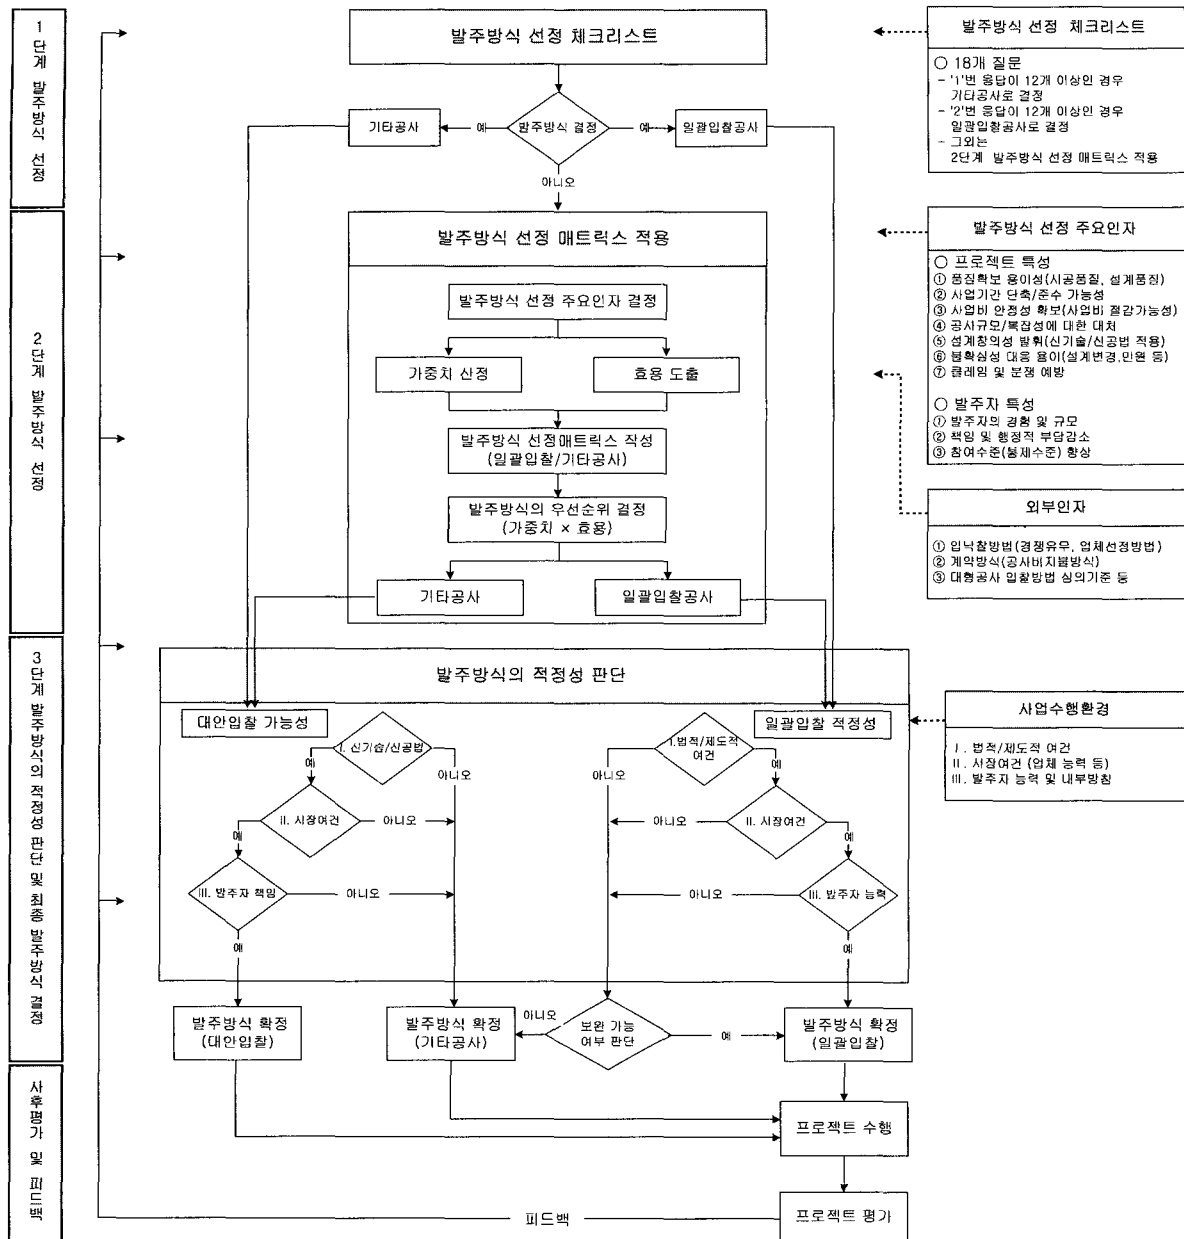 1단계 발주방식 선정
발주방식 선정 체크리스트
발주방식 결정
예
기타공사
예
일괄입찰공사
아니오
발주방식 선정 체크리스트
○ 18개 질문
- '1'번 응답이 12개 이상인 경우
기타공사로 결정
- '2'번 응답이 12개 이상인 경우
일괄입찰공사로 결정
- 그외는
2단계 발주방식 선정 매트릭스 적용
2단계 발주방식 선정
발주방식 선정 매트릭스 적용
발주방식 선정 주요인자 결정
가중치 산정
효용 도출
발주방식 선정매트릭스 작성
(일괄입찰/기타공사)
발주방식의 우선순위 결정
(가중치 × 효용)
기타공사
일괄입찰공사
발주방식 선정 주요인자
○ 프로젝트 특성
① 품질확보 용이성(시공품질, 설계품질)
② 사업기간 단축/준수 가능성
③ 사업비 안정성 확보(사업비 절감가능성)
④ 공사규모/복잡성에 대한 대처
⑤ 설계창의성 발휘(신기술/신공법 적용)
⑥ 불확실성 대응 용이(설계변경,민원 등)
⑦ 클레임 및 분쟁 예방
○ 발주자 특성
① 발주자의 경험 및 규모
② 책임 및 행정적 부담감소
③ 참여수준(통제수준) 향상
외부인자
① 입낙찰방법(경쟁유무, 업체선정방법)
② 계약방식(공사비지불방식)
③ 대형공사 입찰방법 심의기준 등
3단계 발주방식의 적정성 판단 및 최종 발주방식 결정
발주방식의 적정성 판단
대안입찰 가능성
I. 신기술/신공법
예
아니오
II. 시장여건
예
아니오
III. 발주자 책임
아니오
예
일괄입찰 적정성
I.법적/제도적
여건
아니오
예
II. 시장여건
아니오
예
III. 발주자 능력
아니오
예
사업수행환경
I . 법적/제도적 여건
II. 시장여건 (업체 능력 등)
III. 발주자 능력 및 내부방침
발주방식 확정
(대안입찰)
발주방식 확정
(기타공사)
아니오
보완 가능
여부 판단
예
발주방식 확정
(일괄입찰)
사후평가 및 피드백
프로젝트 수행
프로젝트 평가
피드백